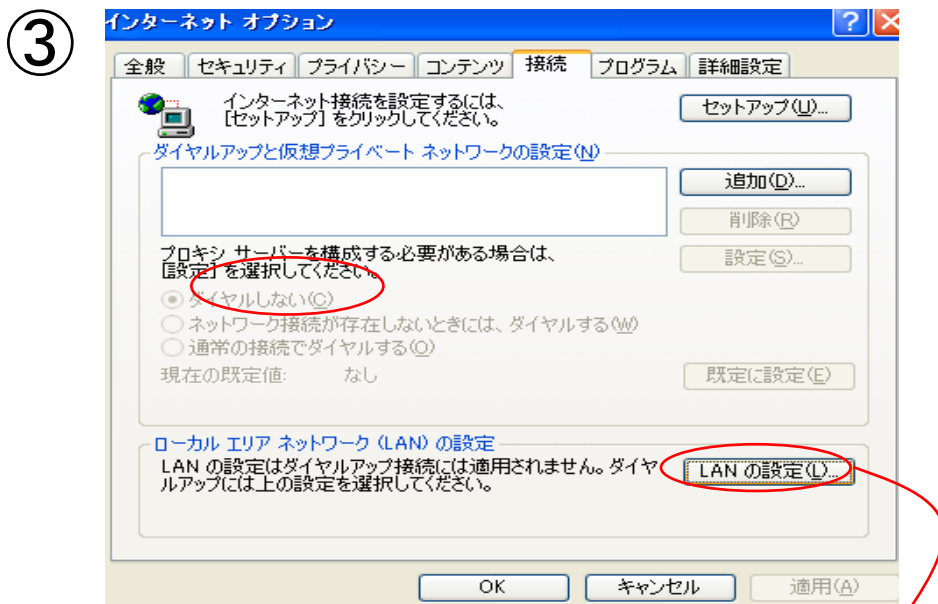 ③
インターネット オプション
全般 セキュリティ プライバシー コンテンツ 接続 プログラム 詳細設定
インターネット接続を設定するには、
[セットアップ] をクリックしてください。
セットアップ(U)...
ダイヤルアップと仮想プライベート ネットワークの設定(N)
追加(D)...
削除(R)
プロキシ サーバーを構成する必要がある場合は、
[設定] を選択してください。
設定(S)...
ダイヤルしない(C)
ネットワーク接続が存在しないときには、ダイヤルする(W)
通常の接続でダイヤルする(O)
現在の既定値: なし
既定に設定(E)
ローカル エリア ネットワーク (LAN) の設定
LAN の設定はダイヤルアップ接続には適用されません。ダイヤ
ルアップには上の設定を選択してください。
LAN の設定(L)...
OK キャンセル 適用(A)